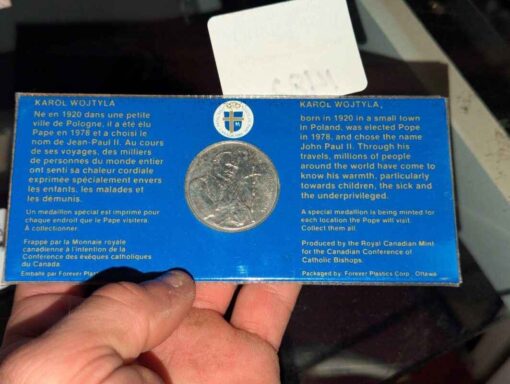 KAROL WOJTYLA
Ne en 1920 dans une petite
ville de Pologne, il a été élu
Pape en 1978 et a choisi le
nom de Jean-Paul II. Au cours
de ses voyages, des milliers
de personnes du monde entier
ont senti sa chaleur cordiale
exprimée spécialement envers
les enfants, les malades et
les démunis.
Un médaillon special est imprimé pour
chaque endroit que le Pape visitera.
À collectionner.
Frappé par la Monnaie royale
canadienne à l'intention de la
Conférence des evêques catholiques
du Canada.
Emballé par Forever Plastics
KAROL WOJTYLA,
born in 1920 in a small town
in Poland, was elected Pope
in 1978, and chose the name
John Paul II. Through his
travels, millions of people
around the world have come to
know his warmth, particularly
towards children, the sick and
the underprivileged.
A special medallion is being minted for
each location the Pope will visit.
Collect them all.
Produced by the Royal Canadian Mint
for the Canadian Conference of
Catholic Bishops.
Packaged by: Forever Plastics Corp., Ottawa